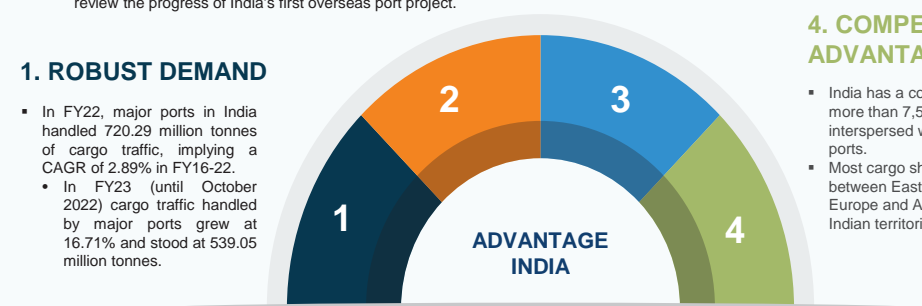 review the progress of India's first overseas port project.
1. ROBUST DEMAND
▪ In FY22, major ports in India
handled 720.29 million tonnes
of cargo traffic, implying a
CAGR of 2.89% in FY16-22.
• In FY23 (until October
2022) cargo traffic handled
by major ports grew at
16.71% and stood at 539.05
million tonnes.
1
2
3
4
ADVANTAGE
INDIA
4. COMPE
ADVANTA
▪ India has a co
more than 7,5
interspersed w
ports.
▪ Most cargo sh
between East
Europe and A
Indian territori